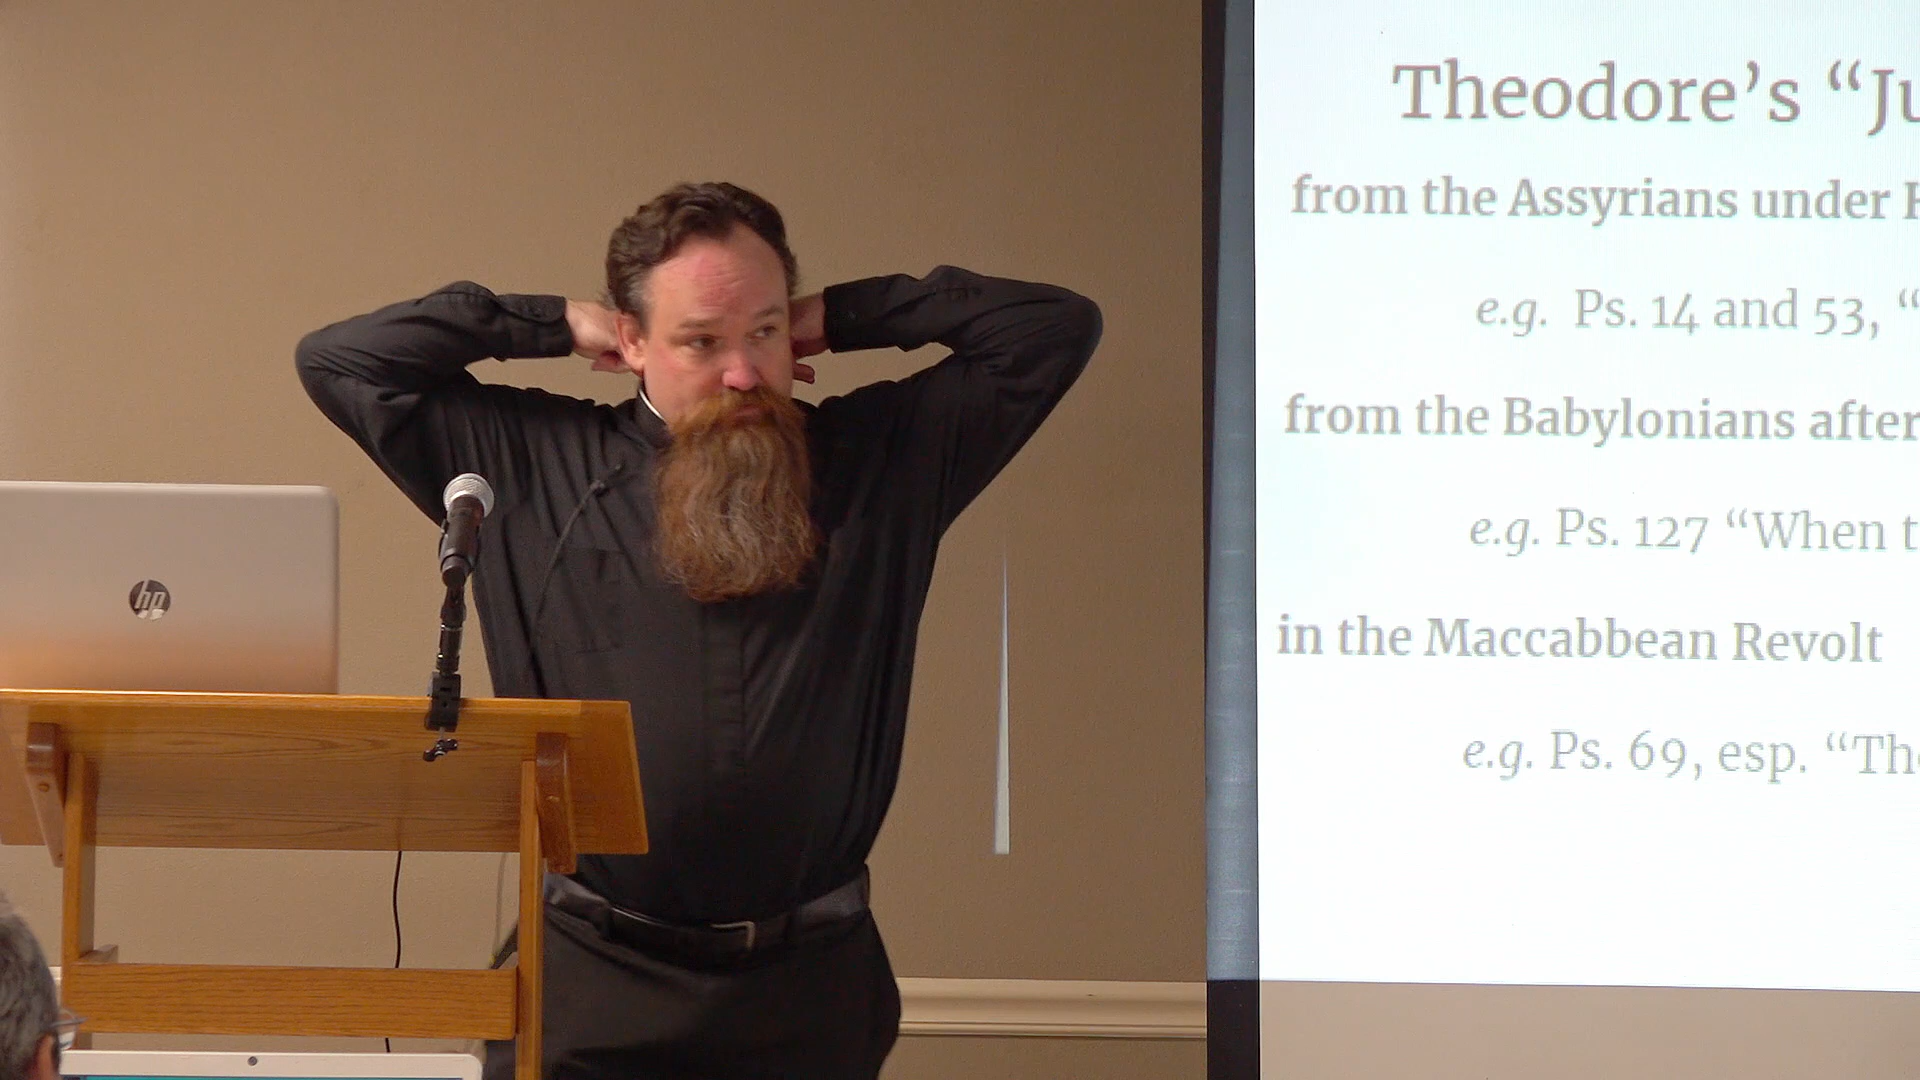 Theodore's "Ju
from the Assyrians under
e.g. Ps. 14 and 53, "
from the Babylonians after
e.g. Ps. 127 "When t
in the Maccabbean Revolt
e.g. Ps. 69, esp. "Th
hp